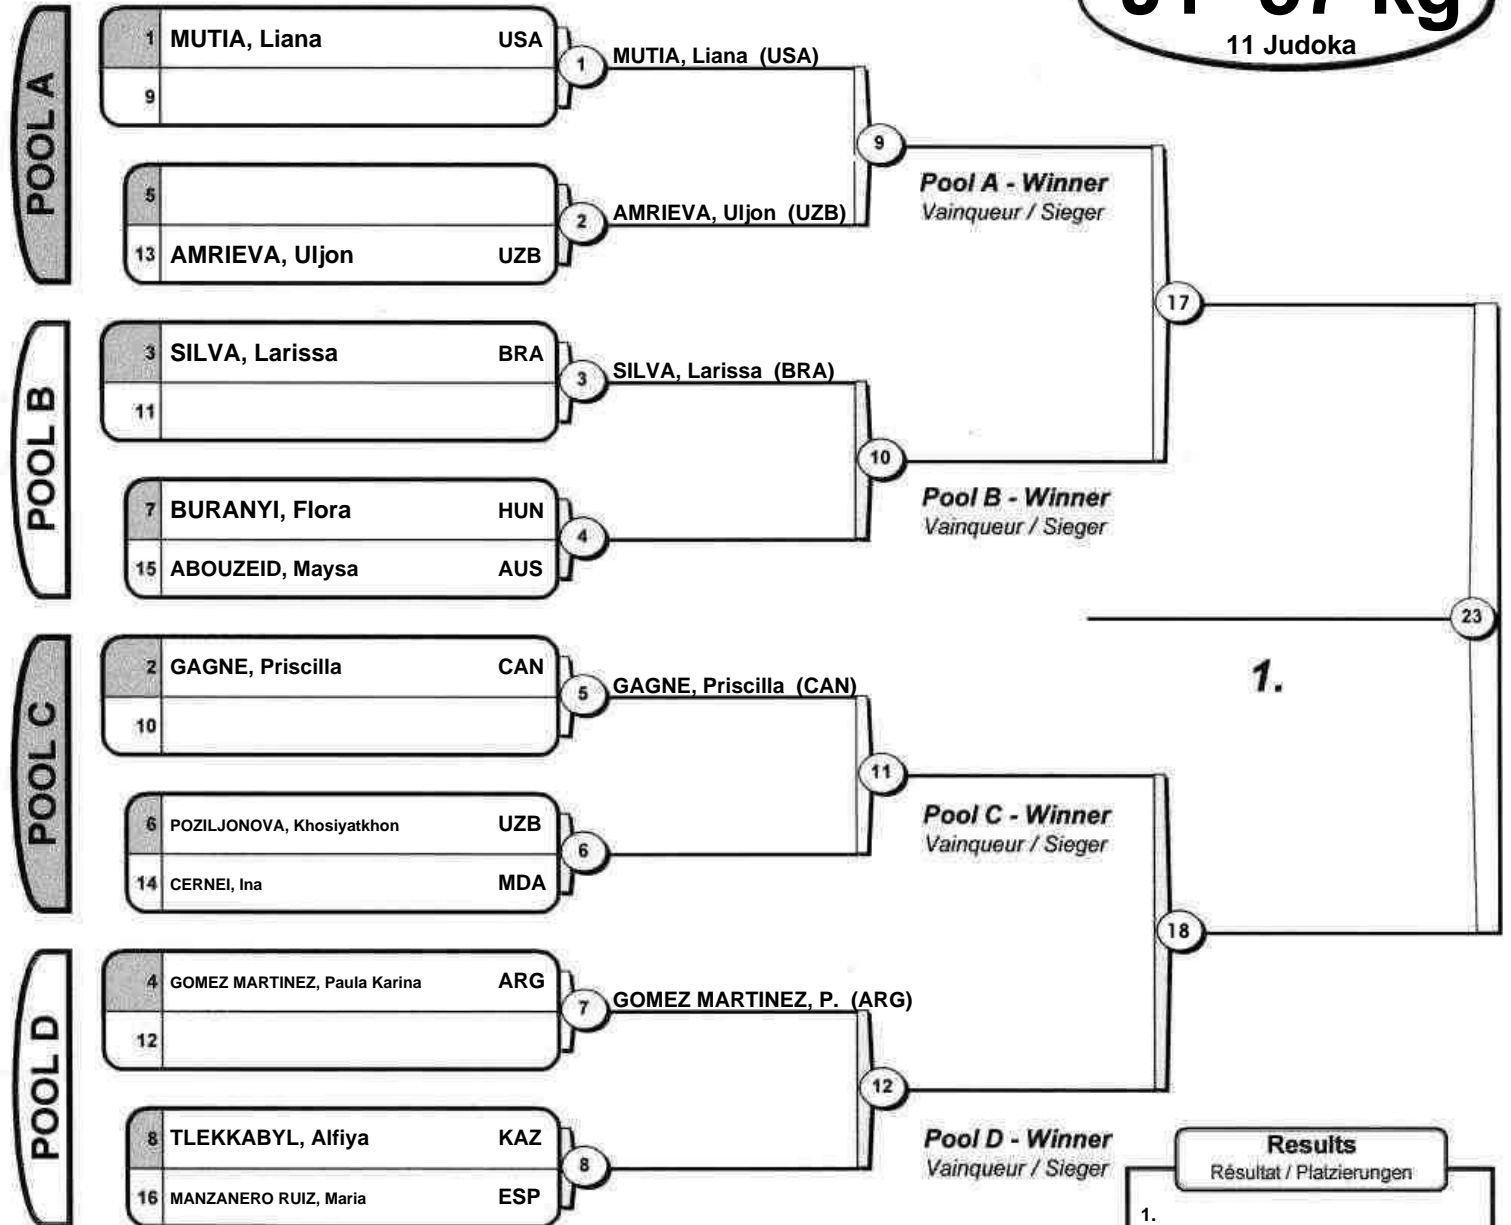 11 Judoka
POOL A
1 MUTIA, Liana USA
9
1 MUTIA, Liana (USA)
9
5
13 AMRIEVA, Uljon UZB
2 AMRIEVA, Uljon (UZB)
Pool A - Winner
Vainqueur / Sieger
17
POOL B
3 SILVA, Larissa BRA
11
3 SILVA, Larissa (BRA)
10
7 BURANYI, Flora HUN
15 ABOUZEID, Maysa AUS
4
Pool B - Winner
Vainqueur / Sieger
23
1.
POOL C
2 GAGNE, Priscilla CAN
10
5 GAGNE, Priscilla (CAN)
11
6 POZILJONOVA, Khosiyatkhon UZB
14 CERNEI, Ina MDA
6
Pool C - Winner
Vainqueur / Sieger
18
POOL D
4 GOMEZ MARTINEZ, Paula Karina ARG
12
7 GOMEZ MARTINEZ, P. (ARG)
12
8 TLEKKABYL, Alfiya KAZ
16 MANZANERO RUIZ, Maria ESP
8
Pool D - Winner
Vainqueur / Sieger
Results
Résultat / Platzierungen
1.